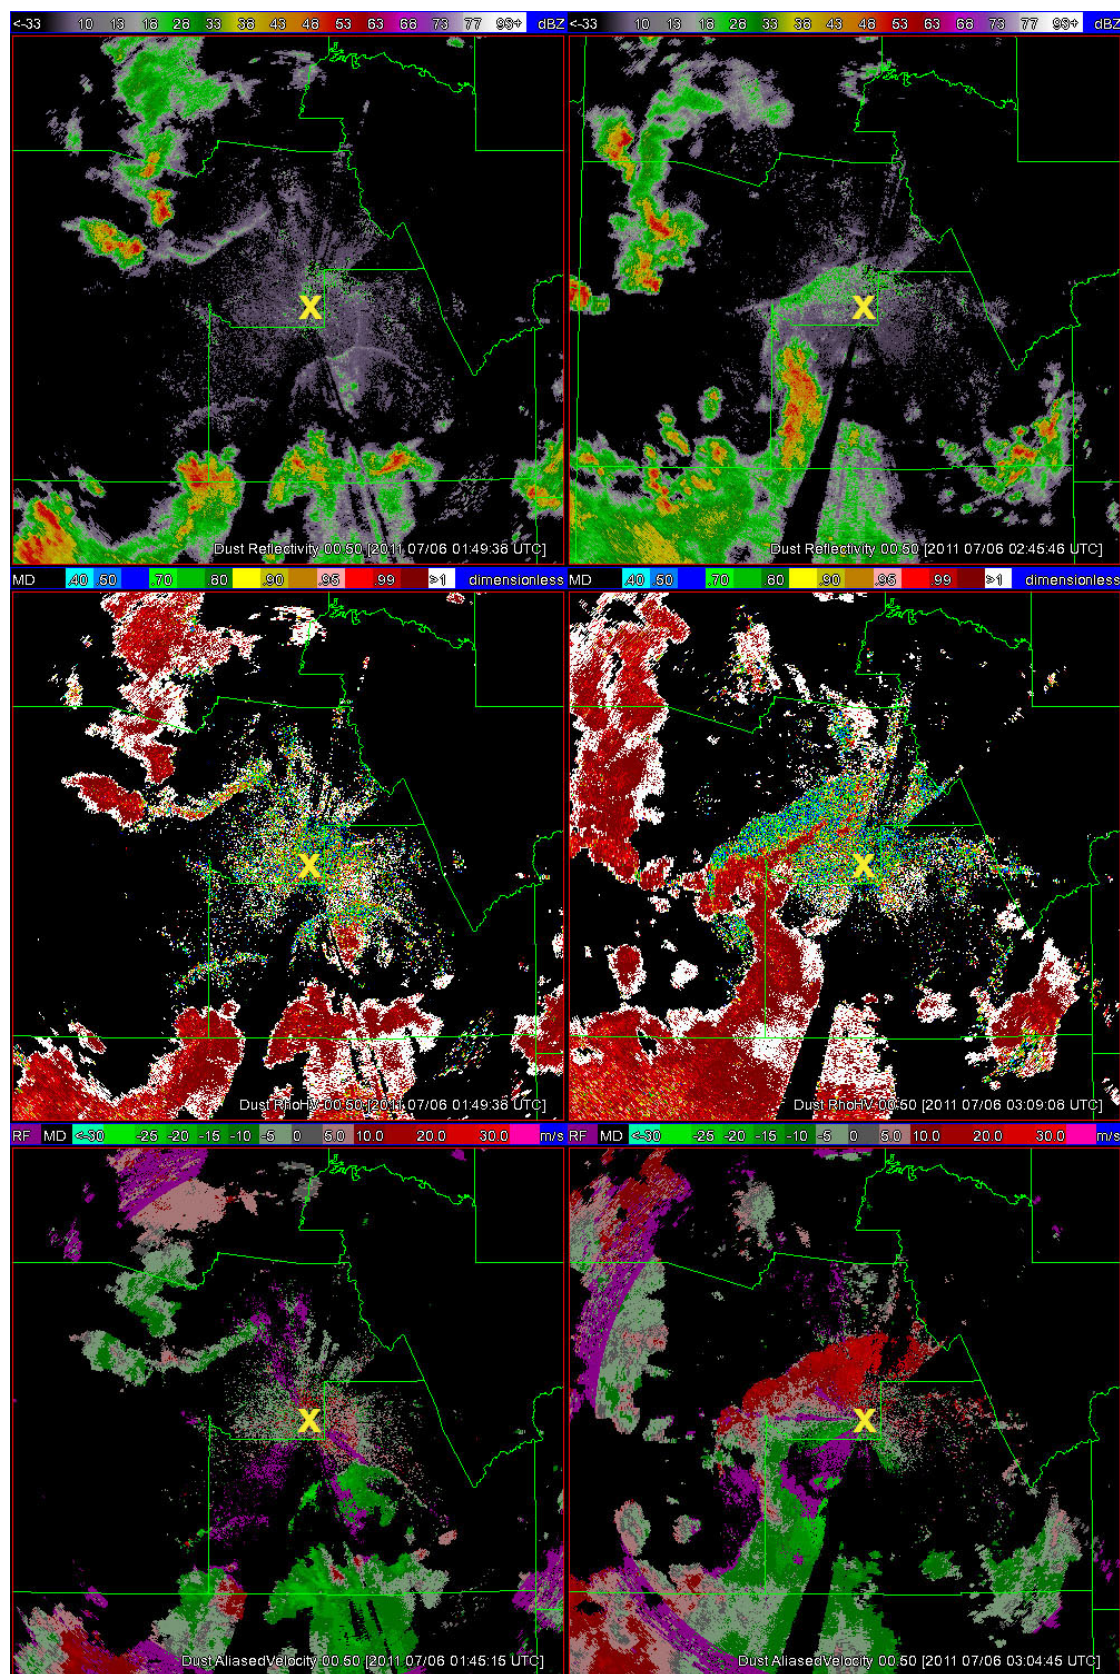 <-33 10 13 18 28 33 43 48 53 63 68 73 77 93+ dBZ
<-33 10 13 18 28 33 43 48 53 63 68 73 77 93+ dBZ
X
X
Dust Reflectivity 00.50 [2011 07/06 01:49:38 UTC]
Dust Reflectivity 00.50 [2011 07/06 02:45:46 UTC]
MD .40 .50 .70 .80 .90 .95 .99 >1 dimensionless
MD .40 .50 .70 .80 .90 .95 .99 >1 dimensionless
X
X
Dust RhoHV 00.50 [2011 07/06 01:49:38 UTC]
Dust RhoHV 00.50 [2011 07/06 03:09:08 UTC]
RF MD <-30 -25 -20 -15 -10 -5 0 5.0 10.0 20.0 30.0 m/s
RF MD <-30 -25 -20 -15 -10 -5 0 5.0 10.0 20.0 30.0 m/s
X
X
Dust AliasedVelocity 00.50 [2011 07/06 01:45:15 UTC]
Dust AliasedVelocity 00.50 [2011 07/06 03:04:45 UTC]